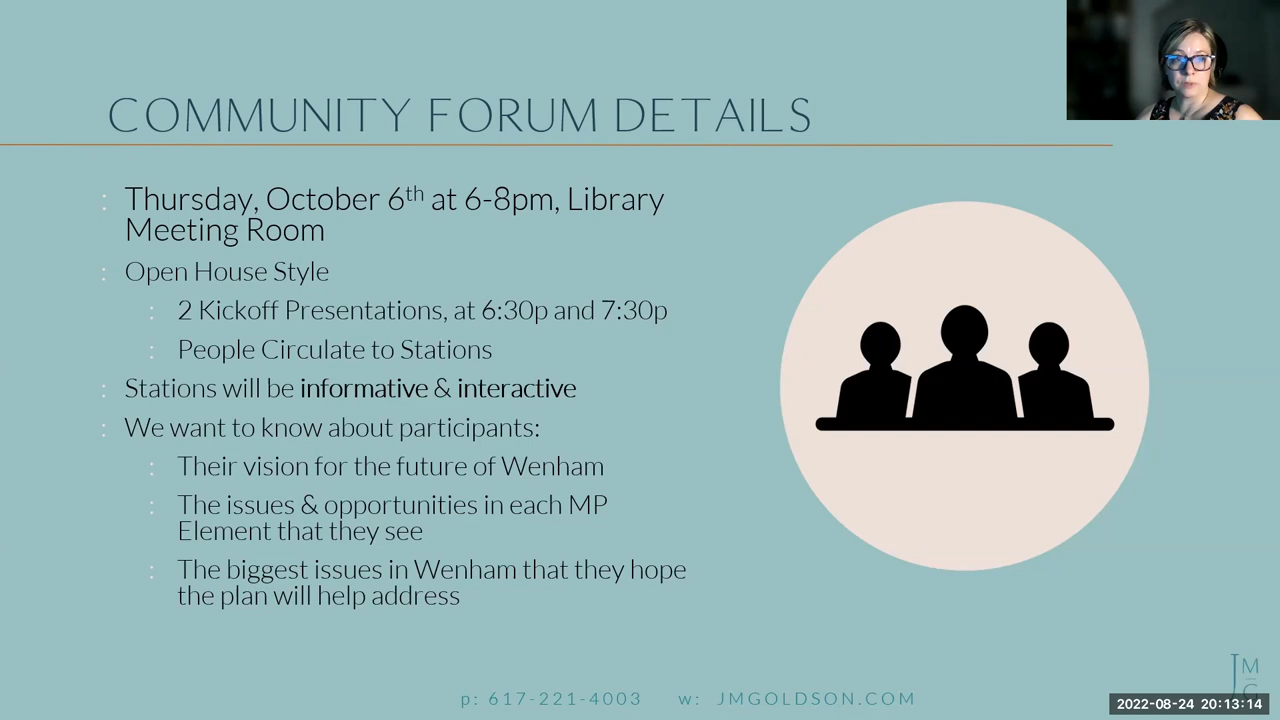 COMMUNITY FORUM DETAILS
: Thursday, October 6th at 6-8pm, Library
Meeting Room
: Open House Style
: 2 Kickoff Presentations, at 6:30p and 7:30p
: People Circulate to Stations
: Stations will be informative & interactive
: We want to know about participants:
: Their vision for the future of Wenham
: The issues & opportunities in each MP
Element that they see
: The biggest issues in Wenham that they hope
the plan will help address
JM
G
p: 617-221-4003 w: JMGOLDSON.COM
2022-08-24 20:13:14